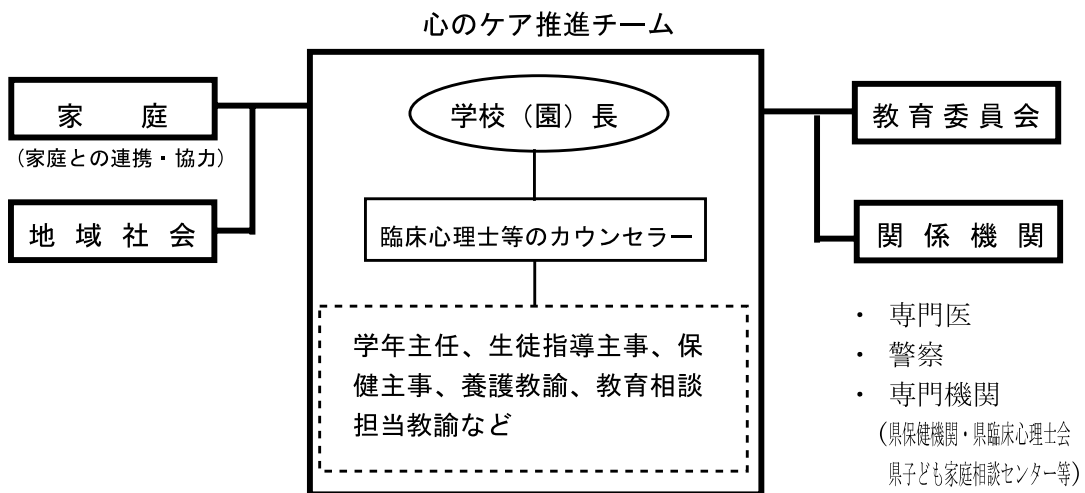 心のケア推進チーム
家　庭
（家庭との連携・協力）
地域社会
学校（園）長
臨床心理士等のカウンセラー
学年主任、生徒指導主事、保
健主事、養護教諭、教育相談
担当教諭など
教育委員会
関係機関
・ 専門医
・ 警察
・ 専門機関
（県保健機関・県臨床心理士会
県子ども家庭相談センター等）